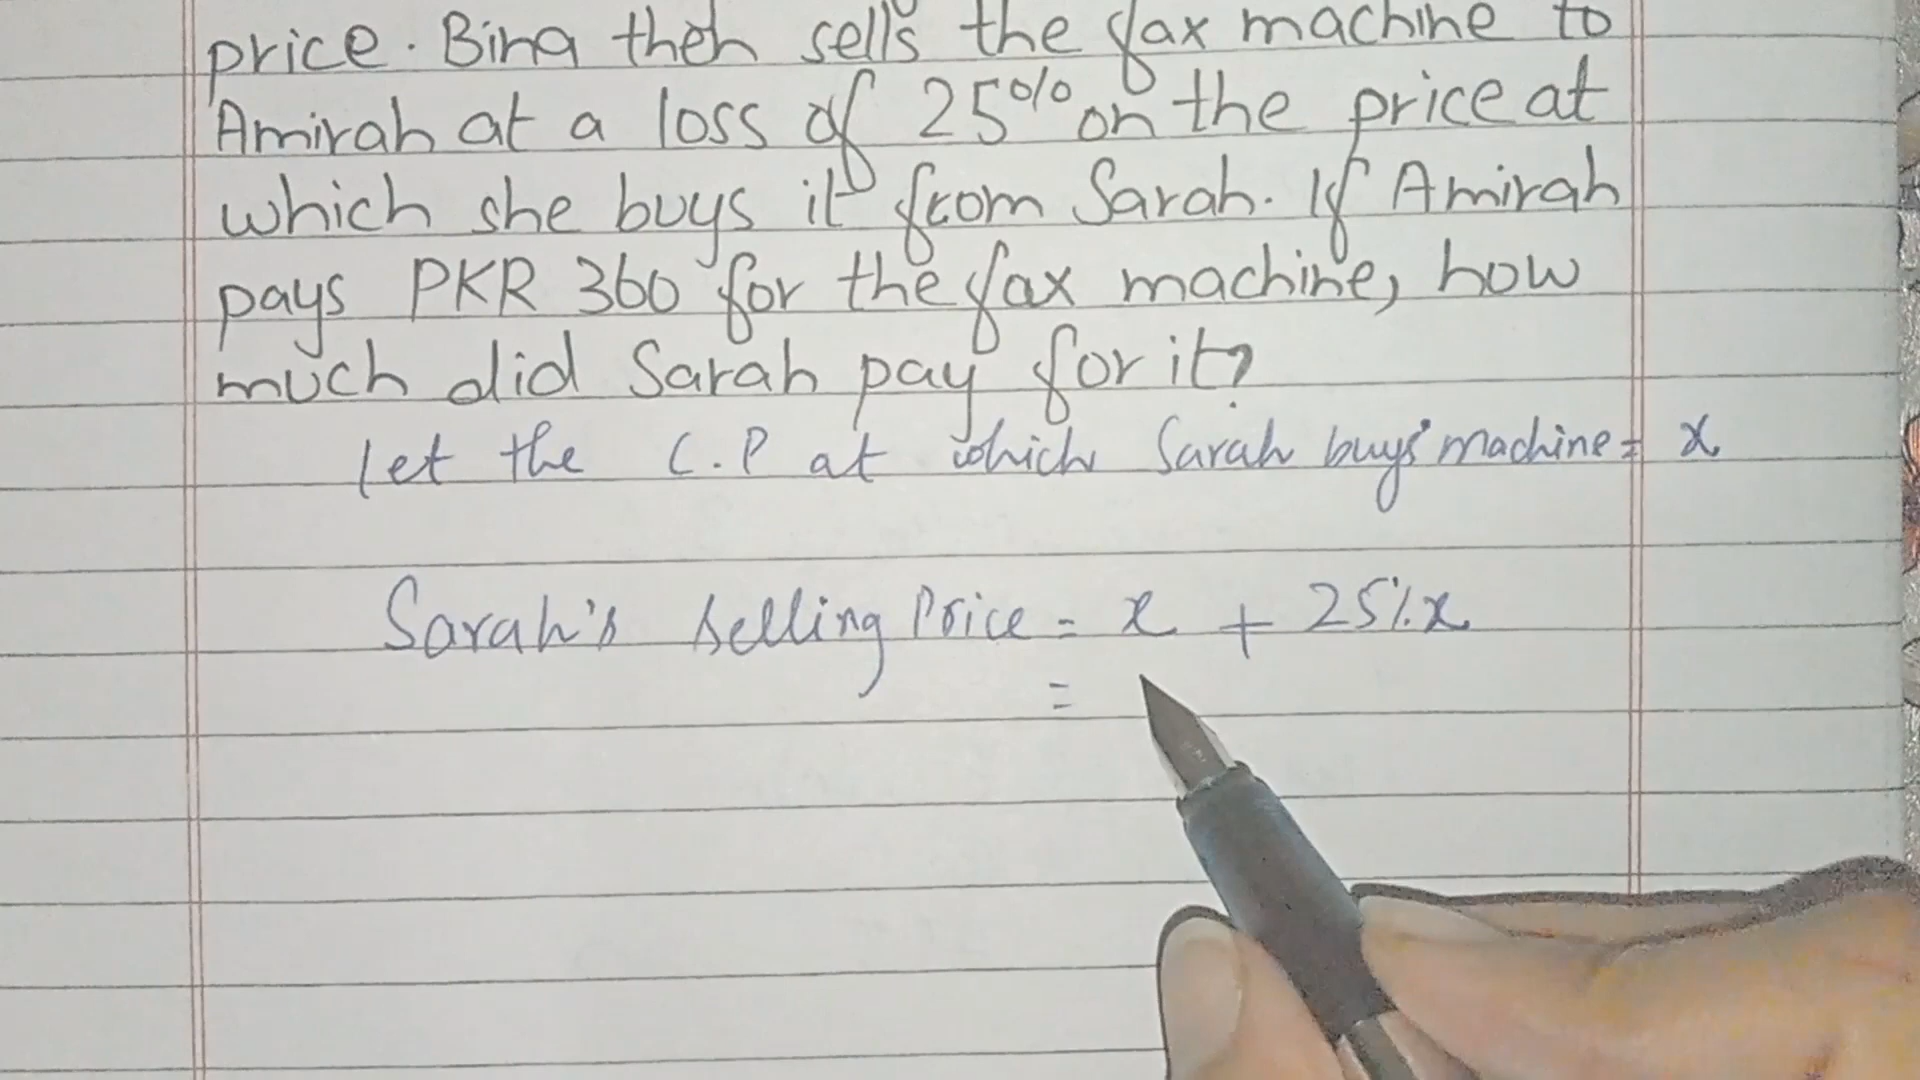 price. Bina then sells the fax machine to
Amirah at a loss of 25% on the price at
which she buys it from Sarah. If Amirah
pays PKR 360 for the fax machine, how
much did Sarah pay for it?
Let the C.P at which Sarah buys machine = x
Sarah's selling Price = x + 25%x
=